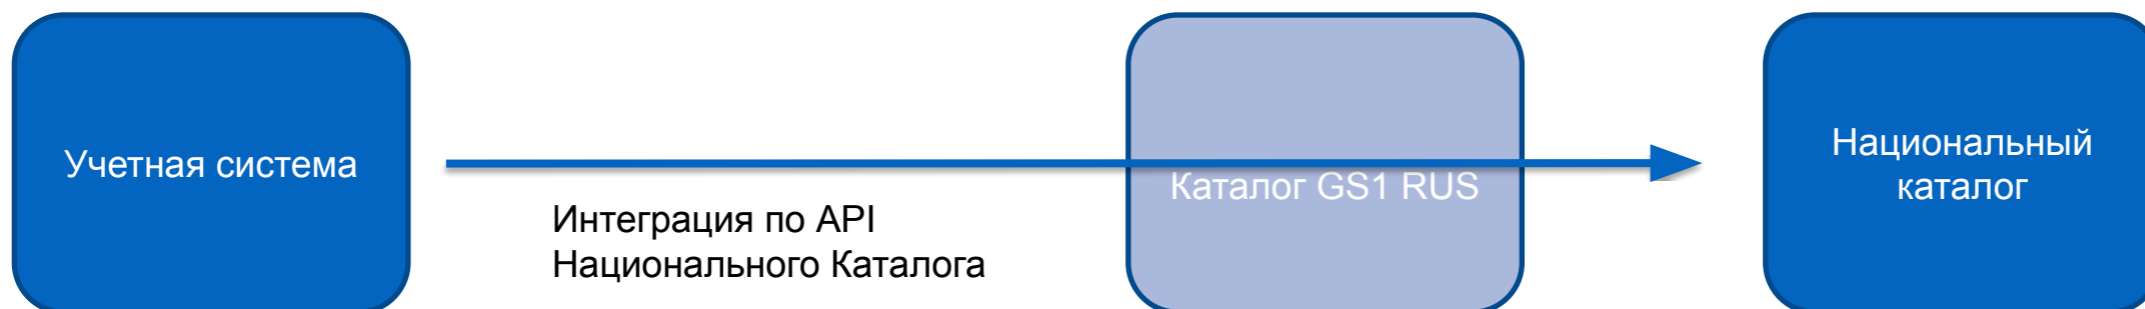 Учетная система
Интеграция по API
Национального Каталога
Каталог GS1 RUS
Национальный
каталог